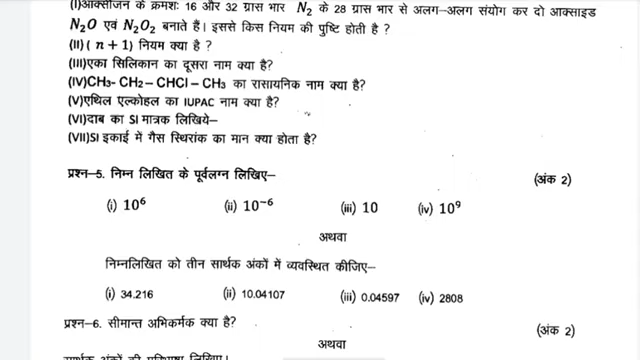 (I)आक्सीजन के क्रमशः 16 और 32 ग्रास भार N₂ के 28 ग्रास भार से अलग–अलग संयोग कर दो आक्साइड
N₂O एवं N₂O₂ बनाते हैं। इससे किस नियम की पुष्टि होती है ?
(II) ( n + 1) नियम क्या है ?
(III)एका सिलिकान का दूसरा नाम क्या है?
(IV)CH₃- CH₂ – CHCl – CH₃ का रासायनिक नाम क्या है?
(V)एथिल एल्कोहल का IUPAC नाम क्या है?
(VI)दाब का SI मात्रक लिखिये–
(VII)SI इकाई में गैस स्थिरांक का मान क्या होता है?
प्रश्न–5. निम्न लिखित के पूर्वलग्न लिखिए– (अंक 2)
(i) 10⁶ (ii) 10⁻⁶ (iii) 10 (iv) 10⁹
अथवा
निम्नलिखित को तीन सार्थक अंकों में व्यवस्थित कीजिए–
(i) 34.216 (ii) 10.04107 (iii) 0.04597 (iv) 2808
प्रश्न–6. सीमान्त अभिकर्मक क्या है? (अंक 2)
अथवा
सार्थक अंकों की परिभाषा लिखिए।